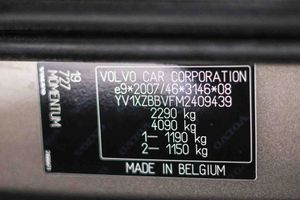 VOLVO CAR CORPORATION
e9*2007/46*3146*08
YV1XZBBVFM2409439
2290 kg
4090 kg
1- 1190 kg
2- 1150 kg
MADE IN BELGIUM
19
727
MOMENTUM